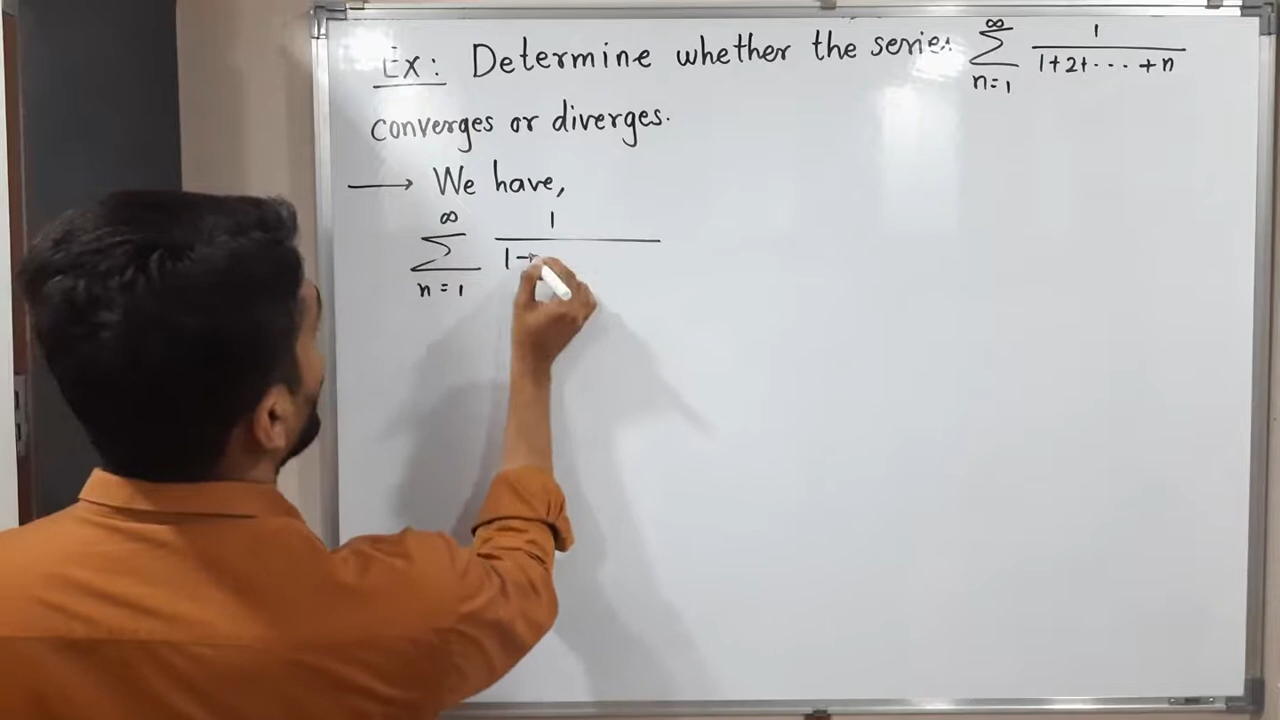 Ex: Determine whether the series ∞∑n=1 1/(1+2+...+n)
converges or diverges.
→ We have,
∞∑n=1 1/(1+